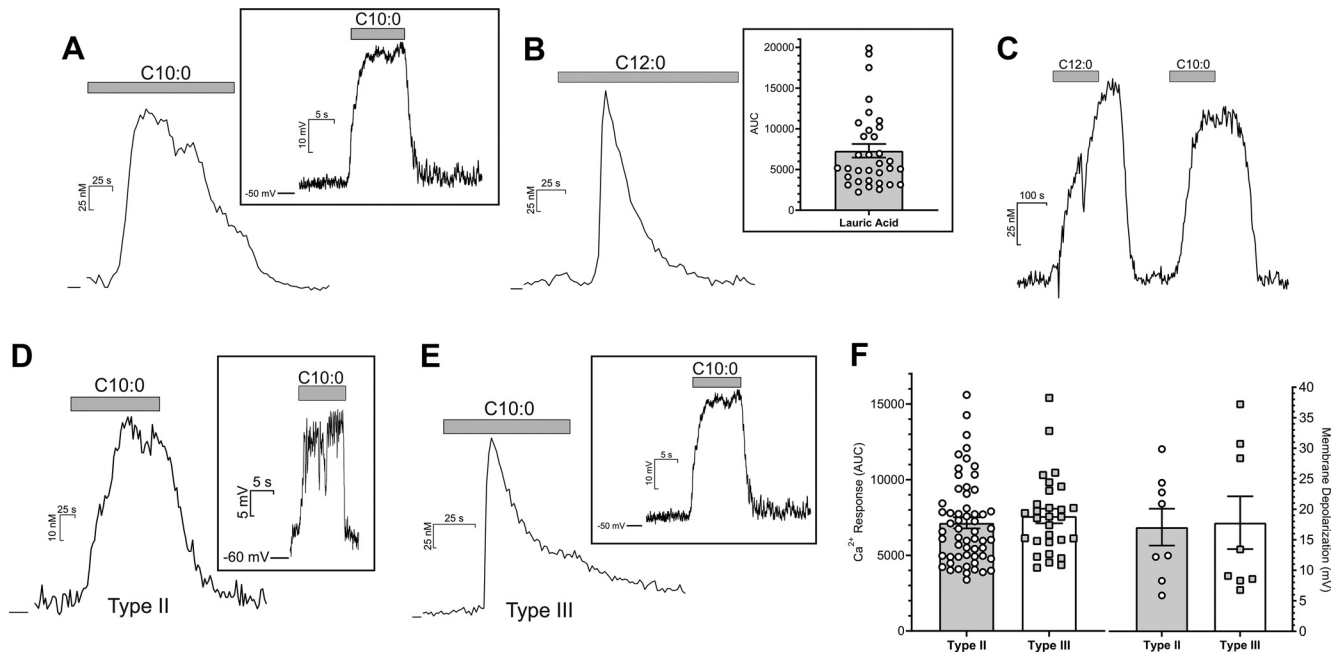 A
C10:0
25 s
25 nM
C10:0
5 s
10 mV
-50 mV
B
C12:0
25 s
25 nM
20000
15000
10000
5000
0
AUC
Lauric Acid
C
C12:0
C10:0
100 s
25 nM
D
C10:0
25 s
10 nM
Type II
C10:0
5 s
5 mV
-60 mV
E
C10:0
25 s
25 nM
Type III
C10:0
5 s
10 mV
-50 mV
F
15000
10000
5000
0
Ca²⁺ Response (AUC)
Type II
Type III
Type II
Type III
40
35
30
25
20
15
10
5
0
Membrane Depolarization (mV)